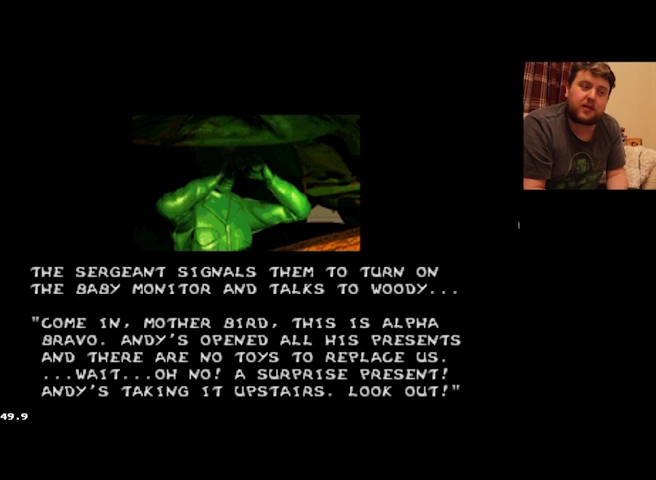 THE SERGEANT SIGNALS THEM TO TURN ON
THE BABY MONITOR AND TALKS TO WOODY...
"COME IN, MOTHER BIRD, THIS IS ALPHA
BRAVO. ANDY'S OPENED ALL HIS PRESENTS
AND THERE ARE NO TOYS TO REPLACE US.
...WAIT...OH NO! A SURPRISE PRESENT!
ANDY'S TAKING IT UPSTAIRS. LOOK OUT!"
49.9